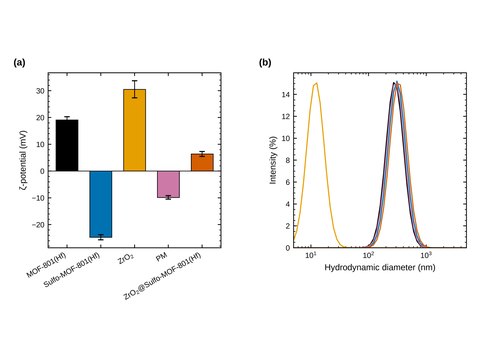 (a)
ζ-potential (mV)
30
20
10
0
−10
−20
MOF-801(Hf)
Sulfo-MOF-801(Hf)
ZrO₂
PM
ZrO₂@Sulfo-MOF-801(Hf)
(b)
Intensity (%)
14
12
10
8
6
4
2
0
10¹
10²
10³
Hydrodynamic diameter (nm)